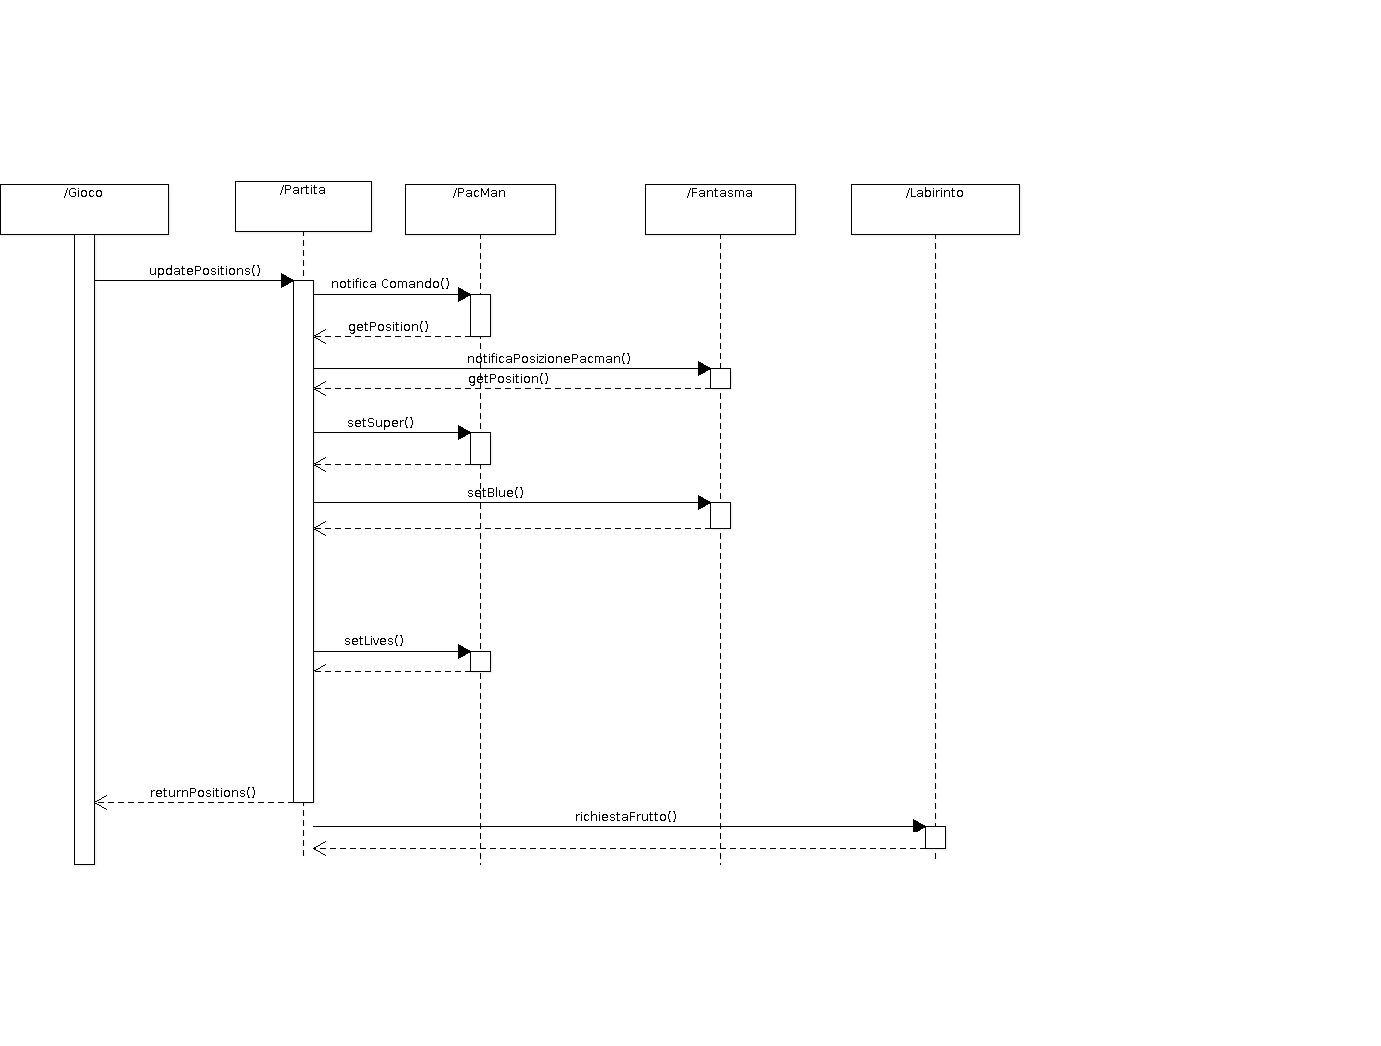 /Gioco
/Partita
/PacMan
/Fantasma
/Labirinto
updatePositions()
notifica Comando()
getPosition()
notificaPosizionePacman()
getPosition()
setSuper()
setBlue()
setLives()
returnPositions()
richiestaFrutto()